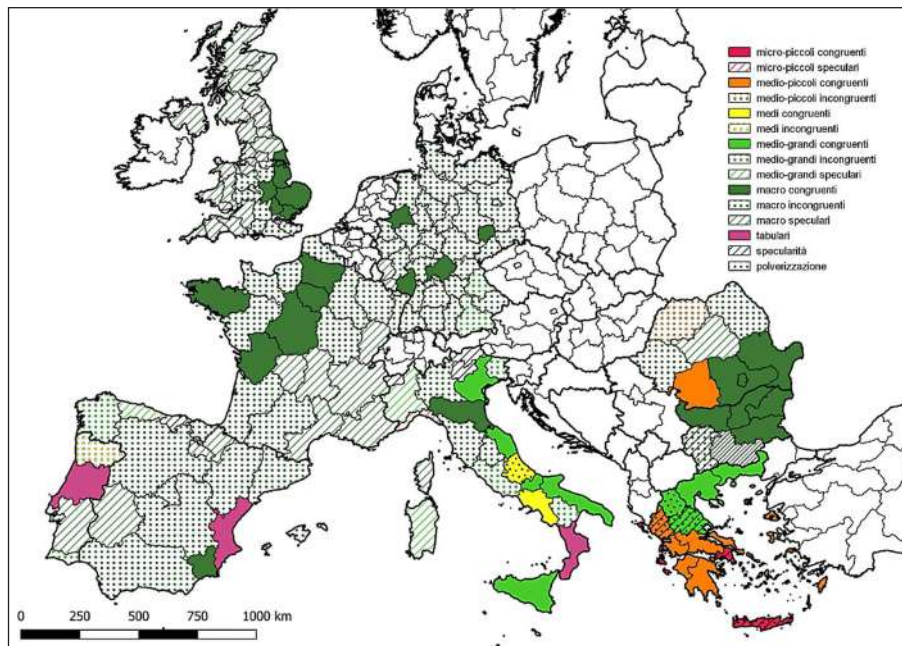 micro-piccoli congruenti
micro-piccoli speculari
medio-piccoli congruenti
medio-piccoli incongruenti
medi congruenti
medi incongruenti
medio-grandi congruenti
medio-grandi incongruenti
medio-grandi speculari
macro congruenti
macro incongruenti
macro speculari
tabulari
specularità
polverizzazione
0 250 500 750 1000 km